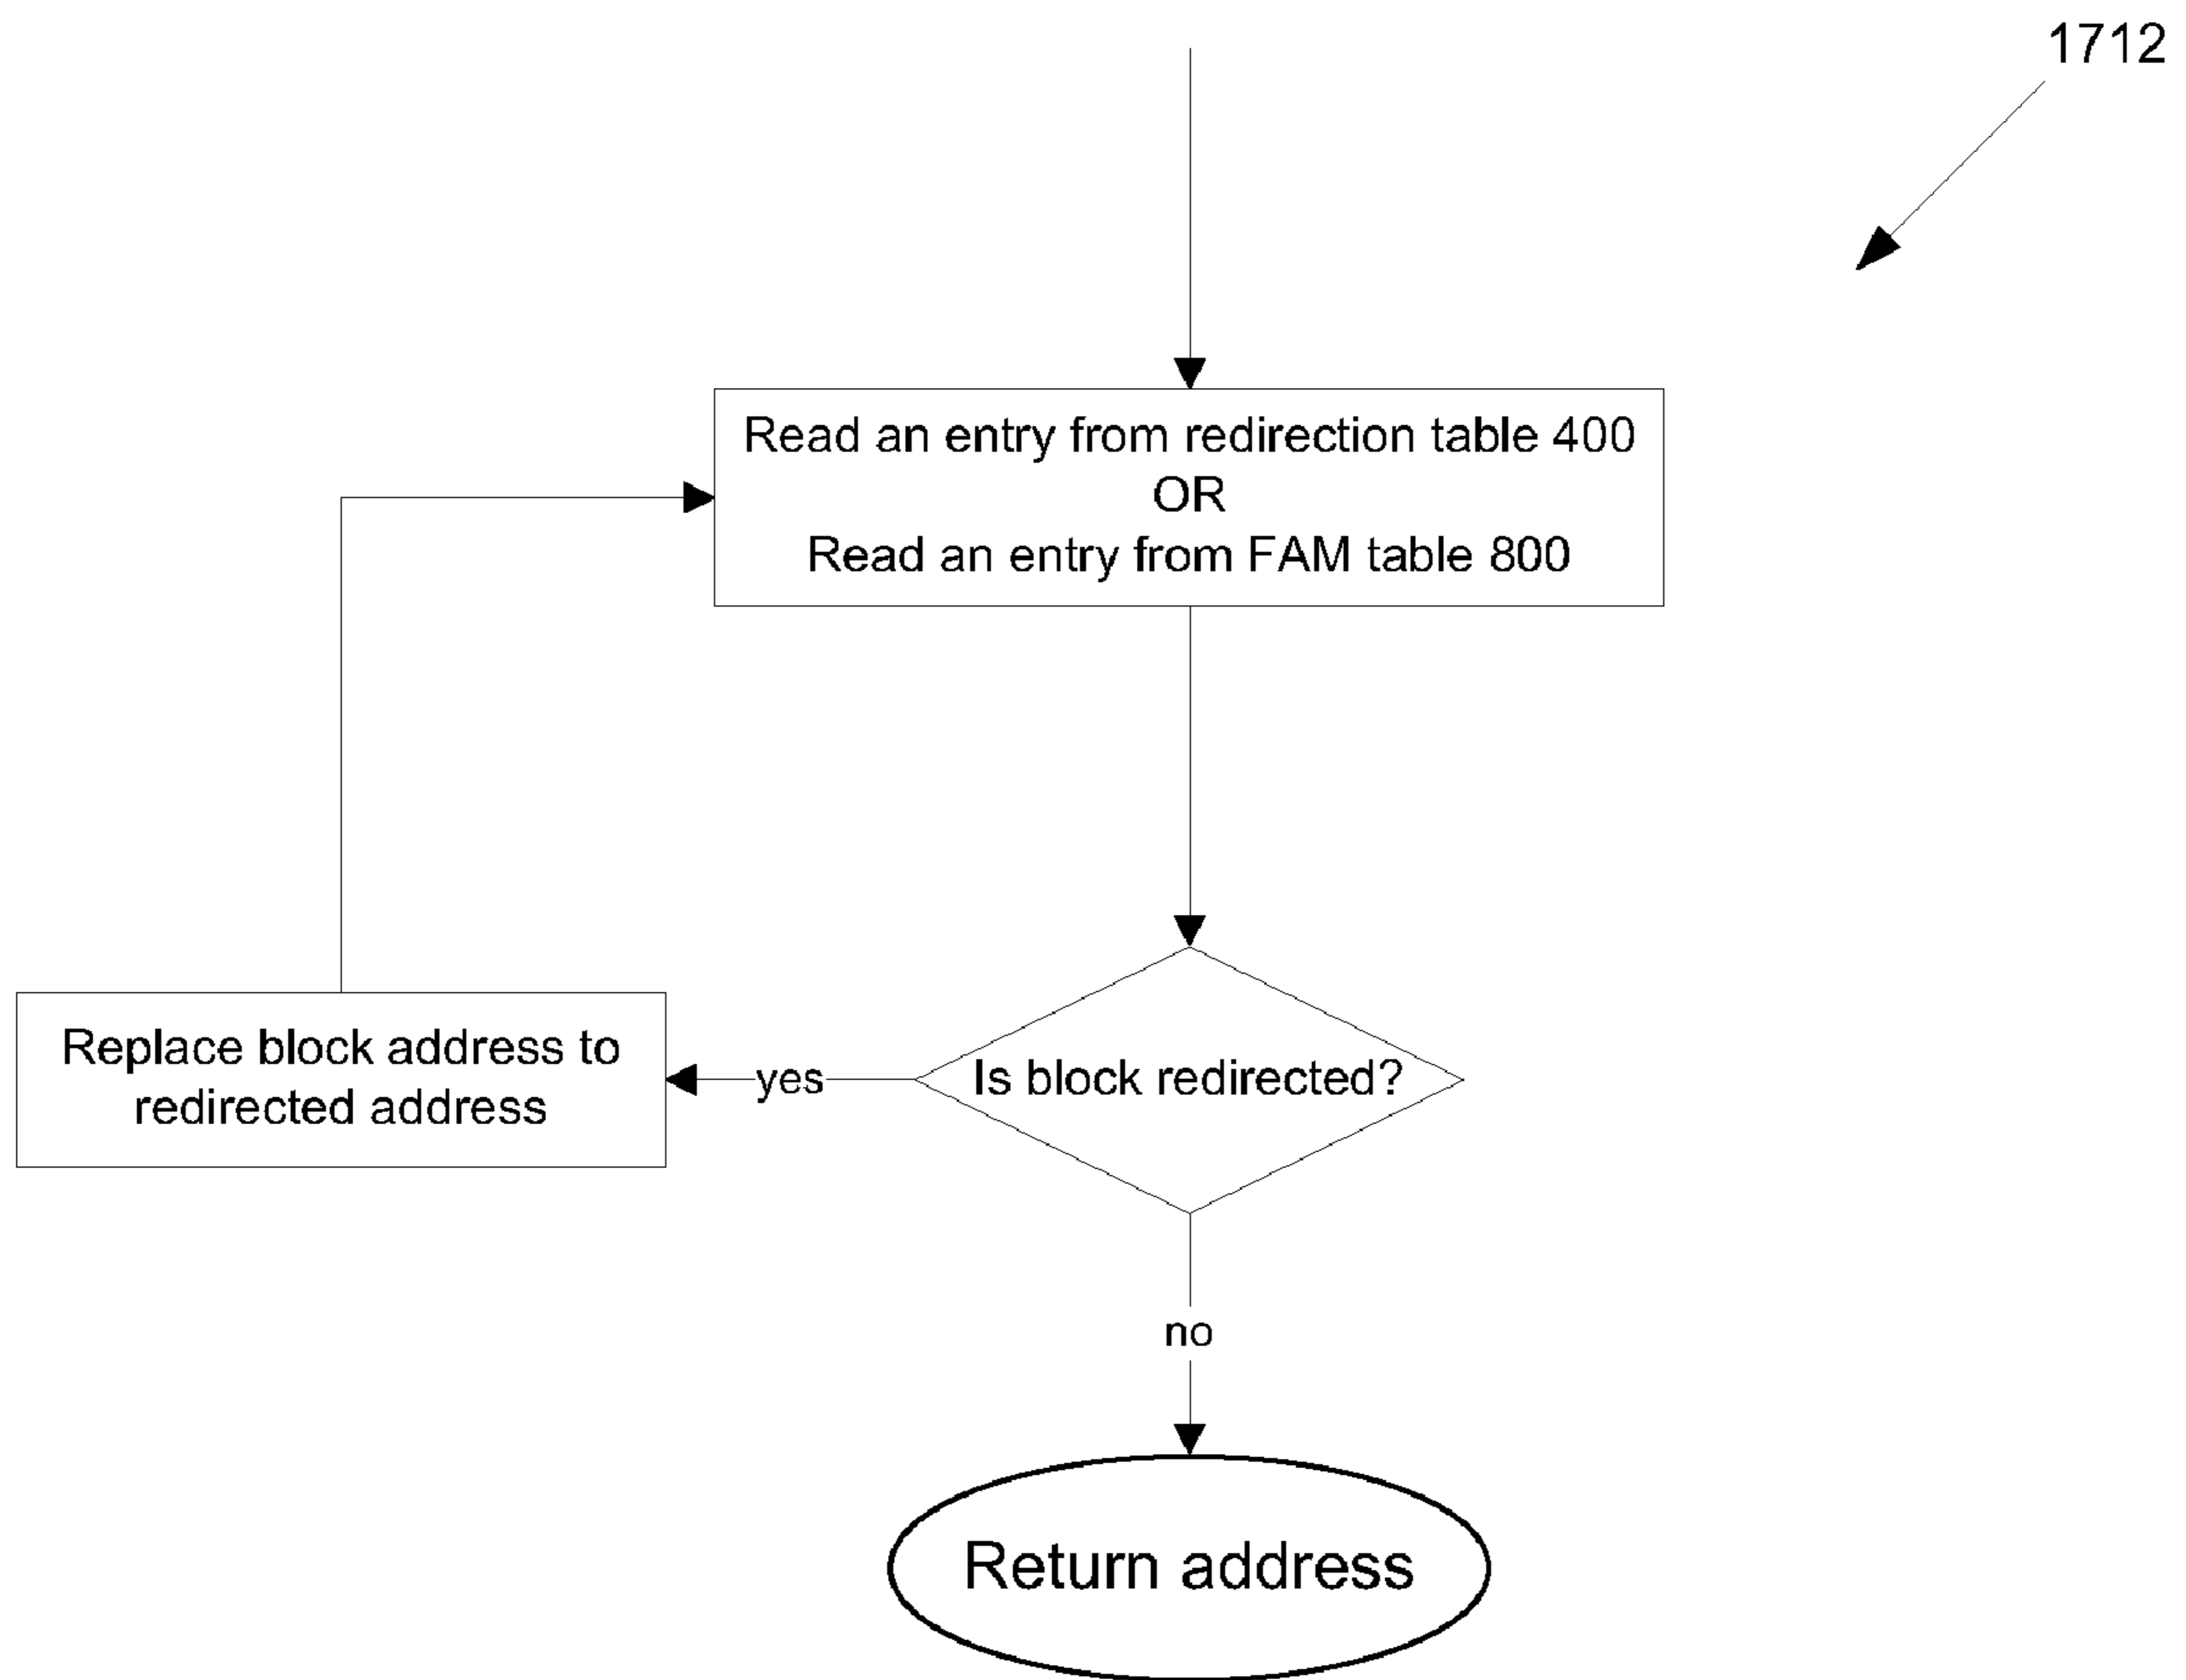 1712
Read an entry from redirection table 400
OR
Read an entry from FAM table 800
Replace block address to
redirected address
yes
Is block redirected?
no
Return address